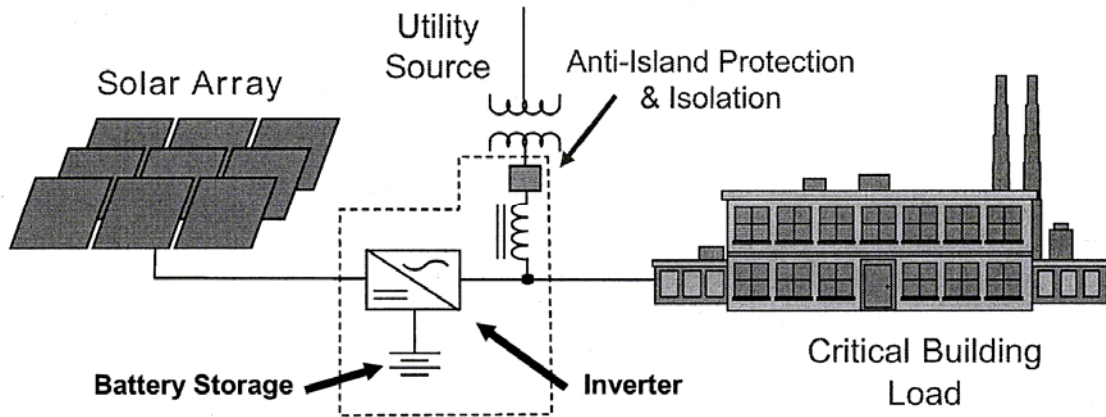 Utility
Source
Solar Array
Anti-Island Protection
& Isolation
Battery Storage
Inverter
Critical Building
Load